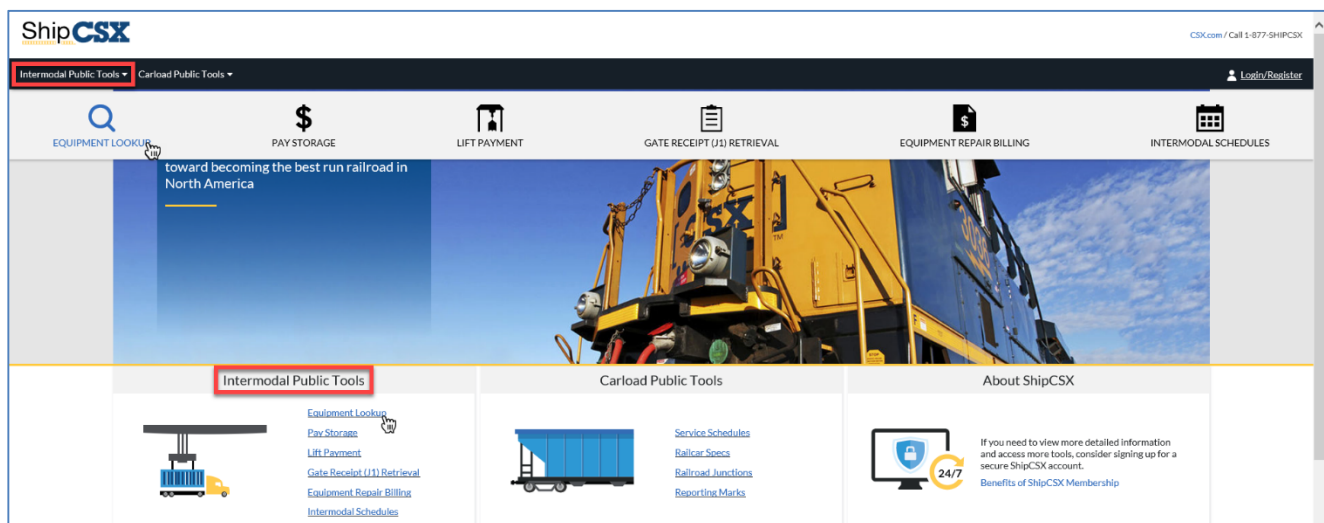 ShipCSX
CSX.com / Call 1-877-SHIPCSX
Intermodal Public Tools
Carload Public Tools
Login/Register
EQUIPMENT LOOKUP
PAY STORAGE
LIFT PAYMENT
GATE RECEIPT (J1) RETRIEVAL
EQUIPMENT REPAIR BILLING
INTERMODAL SCHEDULES
toward becoming the best run railroad in
North America
CSX
TM
3036
Intermodal Public Tools
Equipment Lookup
Pay Storage
Lift Payment
Gate Receipt (J1) Retrieval
Equipment Repair Billing
Intermodal Schedules
Carload Public Tools
Service Schedules
Railcar Specs
Railroad Junctions
Reporting Marks
About ShipCSX
24/7
If you need to view more detailed information
and access more tools, consider signing up for a
secure ShipCSX account.
Benefits of ShipCSX Membership